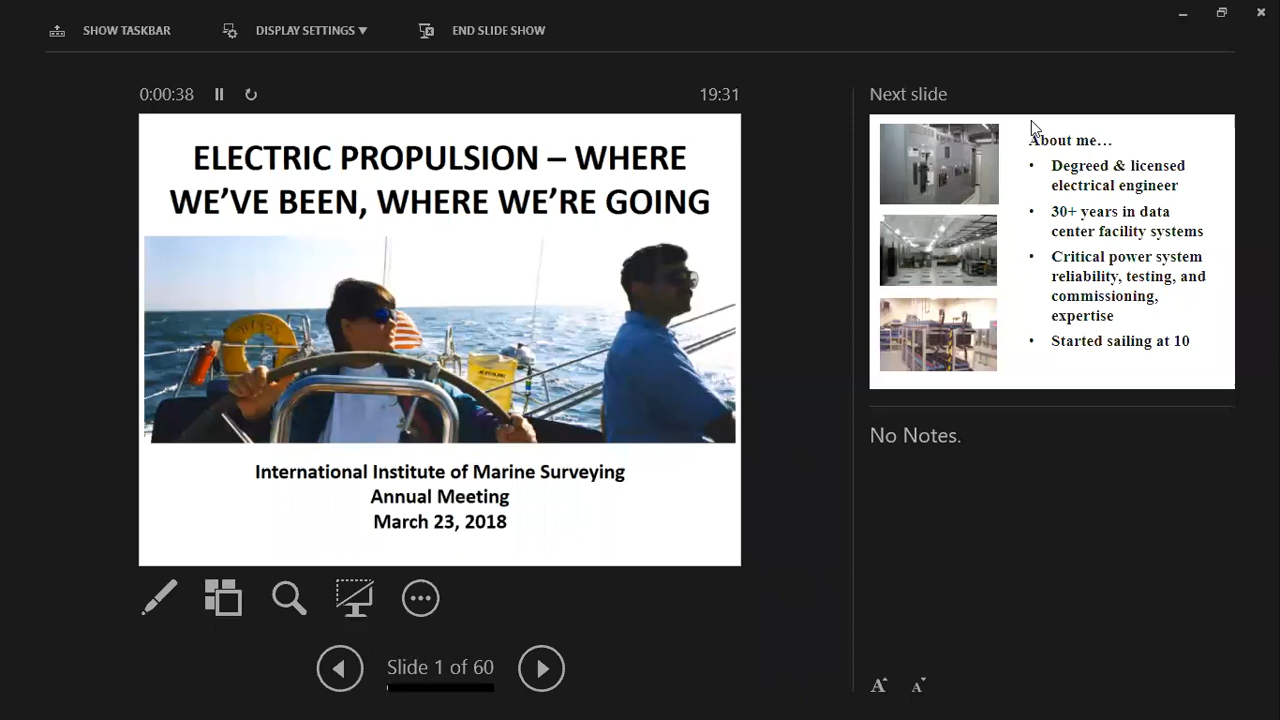 SHOW TASKBAR
DISPLAY SETTINGS ▼
END SLIDE SHOW
0:00:38
19:31
Next slide
ELECTRIC PROPULSION – WHERE
WE'VE BEEN, WHERE WE'RE GOING
International Institute of Marine Surveying
Annual Meeting
March 23, 2018
About me...
• Degreed & licensed
electrical engineer
• 30+ years in data
center facility systems
• Critical power system
reliability, testing, and
commissioning,
expertise
• Started sailing at 10
No Notes.
Slide 1 of 60
A A